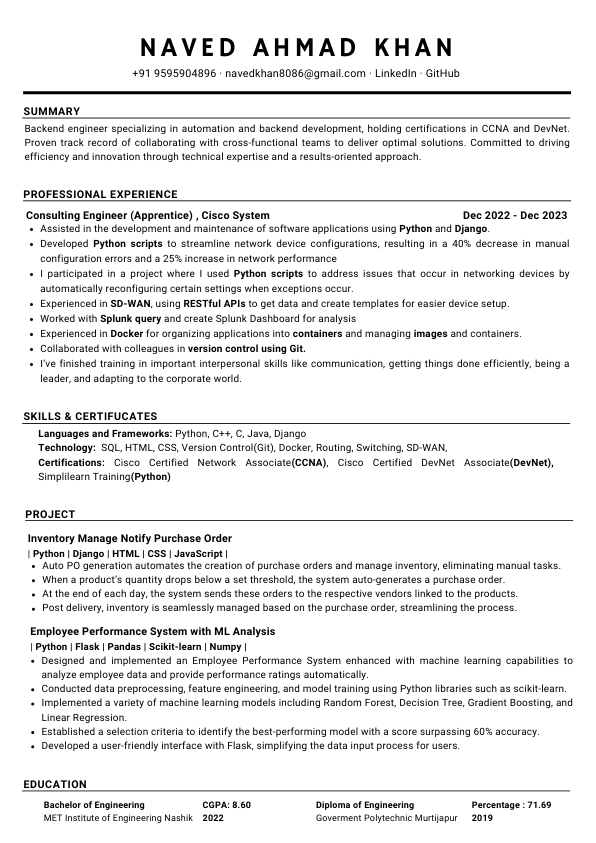 NAVED AHMAD KHAN
+91 9595904896 · navedkhan8086@gmail.com · LinkedIn · GitHub
SUMMARY
Backend engineer specializing in automation and backend development, holding certifications in CCNA and DevNet.
Proven track record of collaborating with cross-functional teams to deliver optimal solutions. Committed to driving
efficiency and innovation through technical expertise and a results-oriented approach.
PROFESSIONAL EXPERIENCE
Consulting Engineer (Apprentice) , Cisco System Dec 2022 - Dec 2023
• Assisted in the development and maintenance of software applications using Python and Django.
• Developed Python scripts to streamline network device configurations, resulting in a 40% decrease in manual
configuration errors and a 25% increase in network performance
• I participated in a project where I used Python scripts to address issues that occur in networking devices by
automatically reconfiguring certain settings when exceptions occur.
• Experienced in SD-WAN, using RESTful APIs to get data and create templates for easier device setup.
• Worked with Splunk query and create Splunk Dashboard for analysis
• Experienced in Docker for organizing applications into containers and managing images and containers.
• Collaborated with colleagues in version control using Git.
• I've finished training in important interpersonal skills like communication, getting things done efficiently, being a
leader, and adapting to the corporate world.
SKILLS & CERTIFUCATES
Languages and Frameworks: Python, C++, C, Java, Django
Technology: SQL, HTML, CSS, Version Control(Git), Docker, Routing, Switching, SD-WAN,
Certifications: Cisco Certified Network Associate(CCNA), Cisco Certified DevNet Associate(DevNet),
Simplilearn Training(Python)
PROJECT
Inventory Manage Notify Purchase Order
| Python | Django | HTML | CSS | JavaScript |
• Auto PO generation automates the creation of purchase orders and manage inventory, eliminating manual tasks.
• When a product's quantity drops below a set threshold, the system auto-generates a purchase order.
• At the end of each day, the system sends these orders to the respective vendors linked to the products.
• Post delivery, inventory is seamlessly managed based on the purchase order, streamlining the process.
Employee Performance System with ML Analysis
| Python | Flask | Pandas | Scikit-learn | Numpy |
• Designed and implemented an Employee Performance System enhanced with machine learning capabilities to
analyze employee data and provide performance ratings automatically.
• Conducted data preprocessing, feature engineering, and model training using Python libraries such as scikit-learn.
• Implemented a variety of machine learning models including Random Forest, Decision Tree, Gradient Boosting, and
Linear Regression.
• Established a selection criteria to identify the best-performing model with a score surpassing 60% accuracy.
• Developed a user-friendly interface with Flask, simplifying the data input process for users.
EDUCATION
Bachelor of Engineering CGPA: 8.60 Diploma of Engineering Percentage : 71.69
MET Institute of Engineering Nashik 2022 Goverment Polytechnic Murtijapur 2019